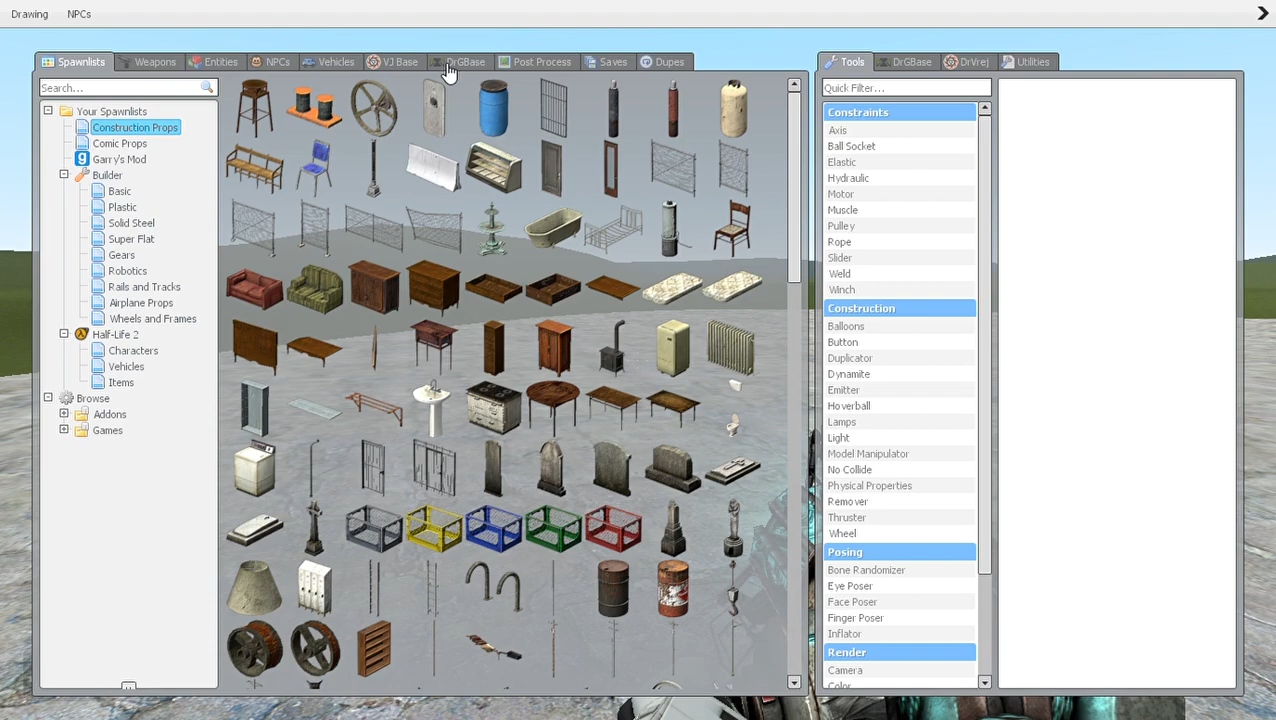 Drawing NPCs
Spawnlists Weapons Entities NPCs Vehicles VJ Base DrGBase Post Process Saves Dupes
Tools DrGBase DrVrej Utilities
Search...
Your Spawnlists
Construction Props
Comic Props
Garry's Mod
Builder
Basic
Plastic
Solid Steel
Super Flat
Gears
Robotics
Rails and Tracks
Airplane Props
Wheels and Frames
Half-Life 2
Characters
Vehicles
Items
Browse
Addons
Games
Quick Filter...
Constraints
Axis
Ball Socket
Elastic
Hydraulic
Motor
Muscle
Pulley
Rope
Slider
Weld
Winch
Construction
Balloons
Button
Duplicator
Dynamite
Emitter
Hoverball
Lamps
Light
Model Manipulator
No Collide
Physical Properties
Remover
Thruster
Wheel
Posing
Bone Randomizer
Eye Poser
Face Poser
Finger Poser
Inflator
Render
Camera
Color